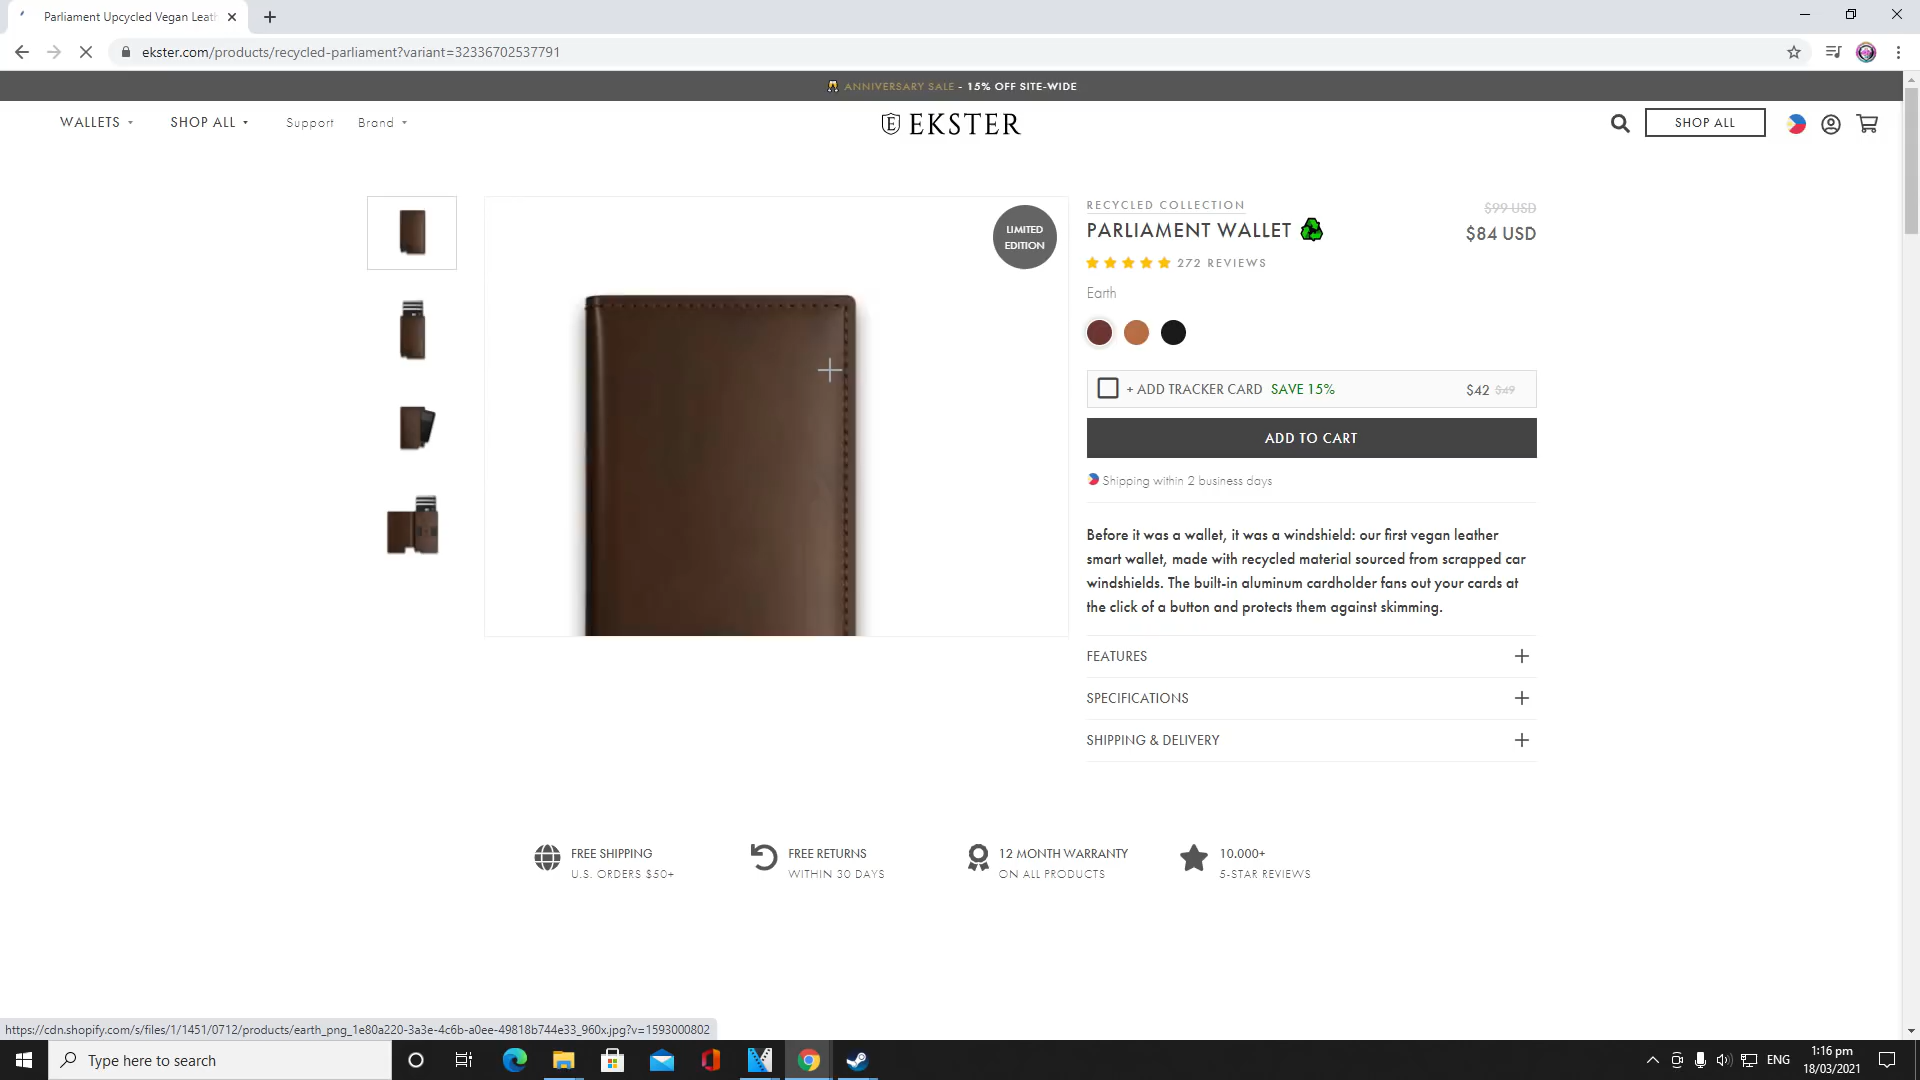 Parliament Upcycled Vegan Leath
ekster.com/products/recycled-parliament?variant=32336702537791
ANNIVERSARY SALE - 15% OFF SITE-WIDE
WALLETS
SHOP ALL
Support
Brand
EKSTER
SHOP ALL
LIMITED
EDITION
RECYCLED COLLECTION
$99 USD
PARLIAMENT WALLET
$84 USD
272 REVIEWS
Earth
+ ADD TRACKER CARD SAVE 15%
$42 $49
ADD TO CART
Shipping within 2 business days
Before it was a wallet, it was a windshield: our first vegan leather
smart wallet, made with recycled material sourced from scrapped car
windshields. The built-in aluminum cardholder fans out your cards at
the click of a button and protects them against skimming.
FEATURES
SPECIFICATIONS
SHIPPING & DELIVERY
FREE SHIPPING
U.S. ORDERS $50+
FREE RETURNS
WITHIN 30 DAYS
12 MONTH WARRANTY
ON ALL PRODUCTS
10.000+
5-STAR REVIEWS
https://cdn.shopify.com/s/files/1/1451/0712/products/earth_png_1e80a220-3a3e-4c6b-a0ee-49818b744e33_960x.jpg?v=1593000802
Type here to search
ENG
1:16 pm
18/03/2021